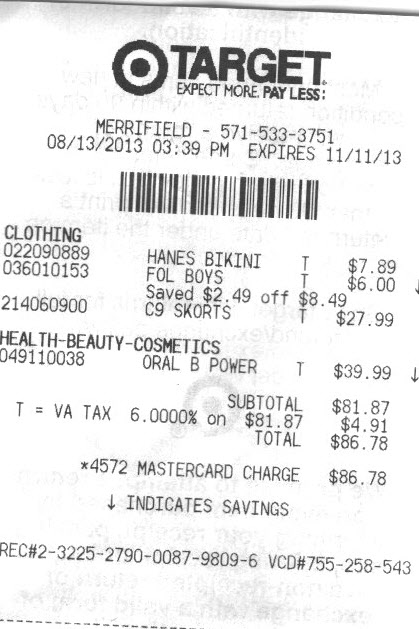 TARGET
EXPECT MORE PAY LESS.
MERRIFIELD - 571-533-3751
08/13/2013 03:39 PM EXPIRES 11/11/13
CLOTHING
022090889 HANES BIKINI T $7.89
036010153 FOL BOYS T $6.00 ↓
Saved $2.49 off $8.49
214060900 C9 SKORTS T $27.99
HEALTH-BEAUTY-COSMETICS
049110038 ORAL B POWER T $39.99 ↓
SUBTOTAL $81.87
T = VA TAX 6.0000% on $81.87 $4.91
TOTAL $86.78
*4572 MASTERCARD CHARGE $86.78
↓ INDICATES SAVINGS
REC#2-3225-2790-0087-9809-6 VCD#755-258-543